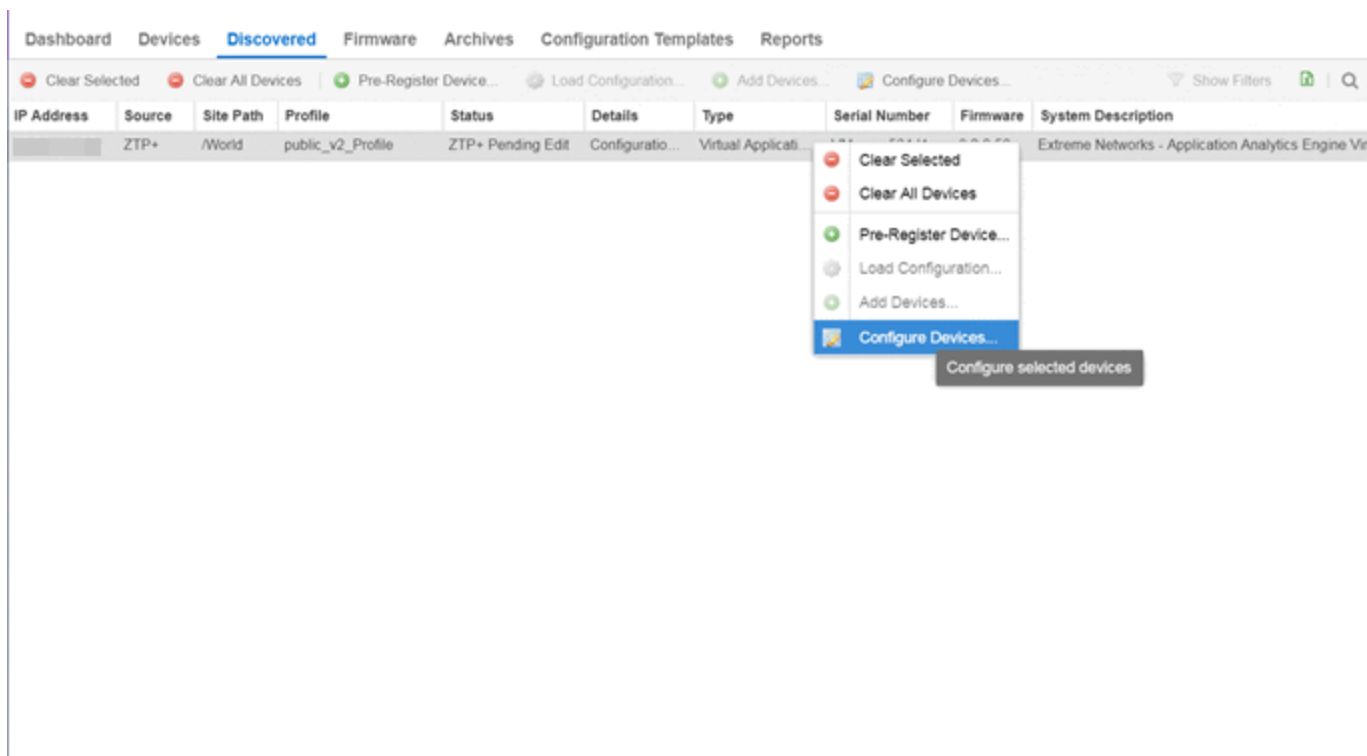 Dashboard Devices Discovered Firmware Archives Configuration Templates Reports
Clear Selected Clear All Devices Pre-Register Device... Load Configuration... Add Devices... Configure Devices... Show Filters
IP Address Source Site Path Profile Status Details Type Serial Number Firmware System Description
ZTP+ /World public_v2_Profile ZTP+ Pending Edit Configuratio... Virtual Applicati... Extreme Networks - Application Analytics Engine Vir
Clear Selected
Clear All Devices
Pre-Register Device...
Load Configuration...
Add Devices...
Configure Devices...
Configure selected devices